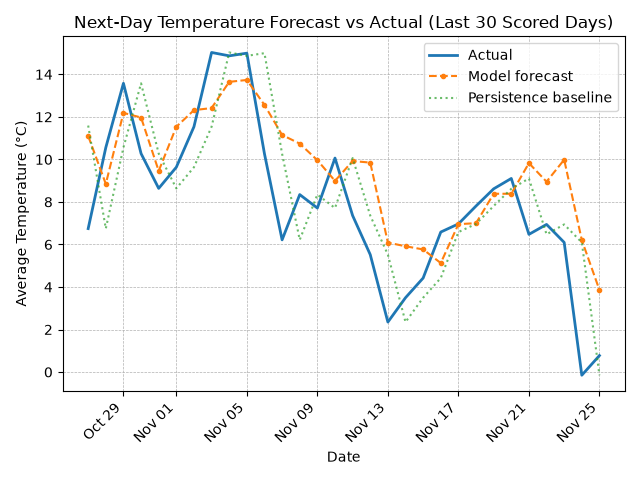 Next-Day Temperature Forecast vs Actual (Last 30 Scored Days)
Actual
Model forecast
Persistence baseline
Average Temperature (°C)
14
12
10
8
6
4
2
0
Oct 29
Nov 01
Nov 05
Nov 09
Nov 13
Nov 17
Nov 21
Nov 25
Date